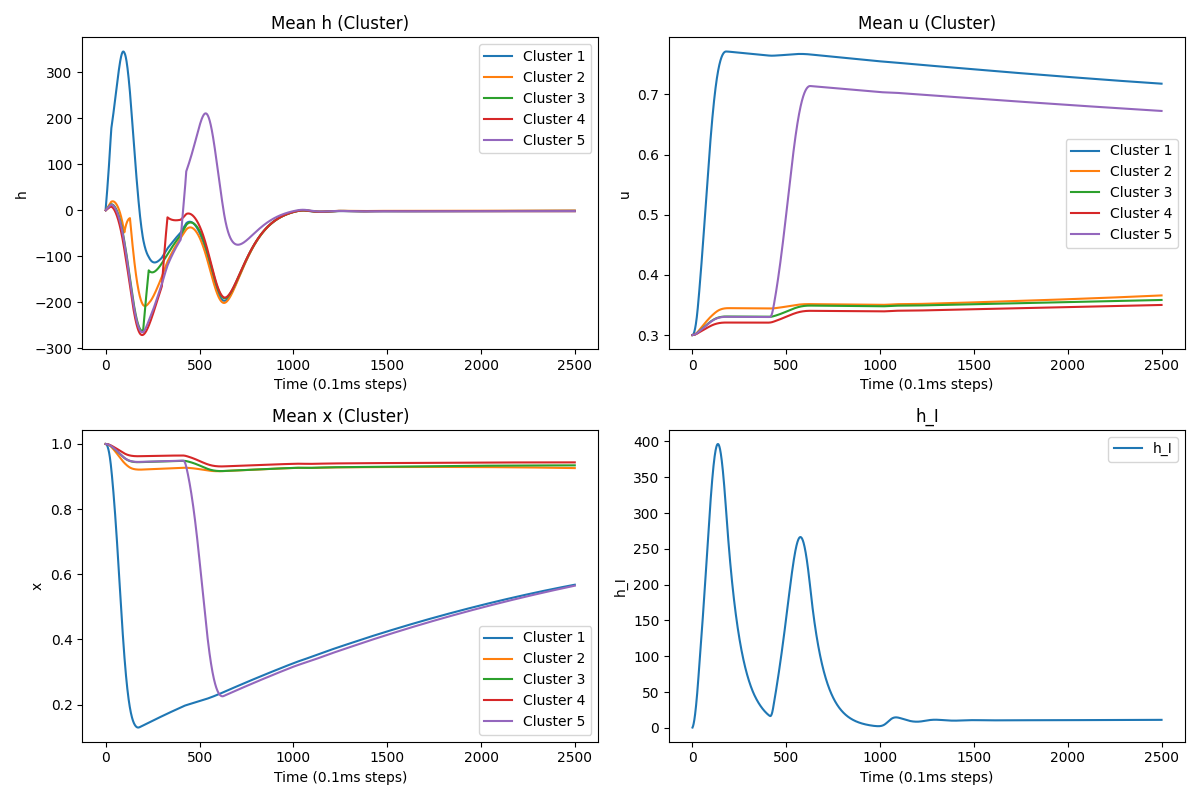 Mean h (Cluster)
h
300
200
100
0
−100
−200
−300
0
500
1000
1500
2000
2500
Time (0.1ms steps)
Cluster 1
Cluster 2
Cluster 3
Cluster 4
Cluster 5
Mean u (Cluster)
u
0.7
0.6
0.5
0.4
0.3
0
500
1000
1500
2000
2500
Time (0.1ms steps)
Cluster 1
Cluster 2
Cluster 3
Cluster 4
Cluster 5
Mean x (Cluster)
x
1.0
0.8
0.6
0.4
0.2
0
500
1000
1500
2000
2500
Time (0.1ms steps)
Cluster 1
Cluster 2
Cluster 3
Cluster 4
Cluster 5
h_I
h_I
400
350
300
250
200
150
100
50
0
0
500
1000
1500
2000
2500
Time (0.1ms steps)
h_I